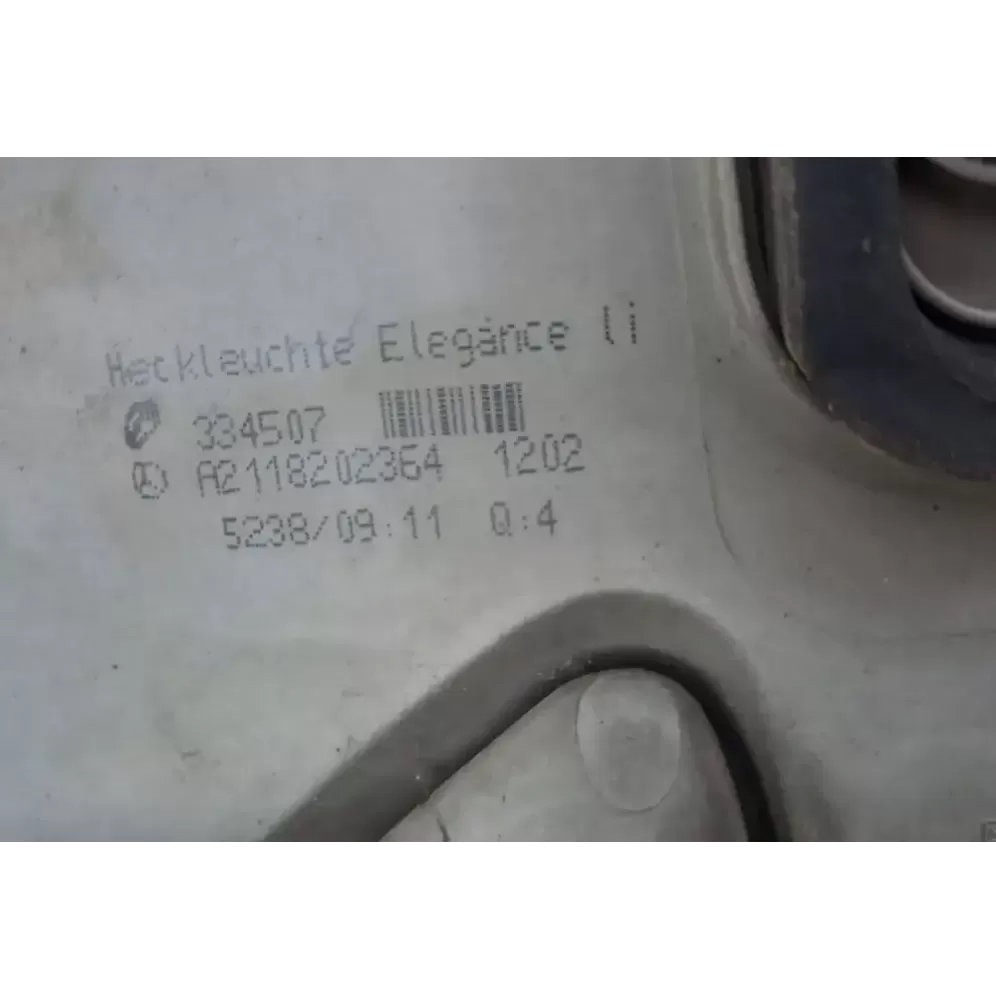 Heckleuchte Elegance li
334507
A2118202364 1202
5238/09:11 Q:4